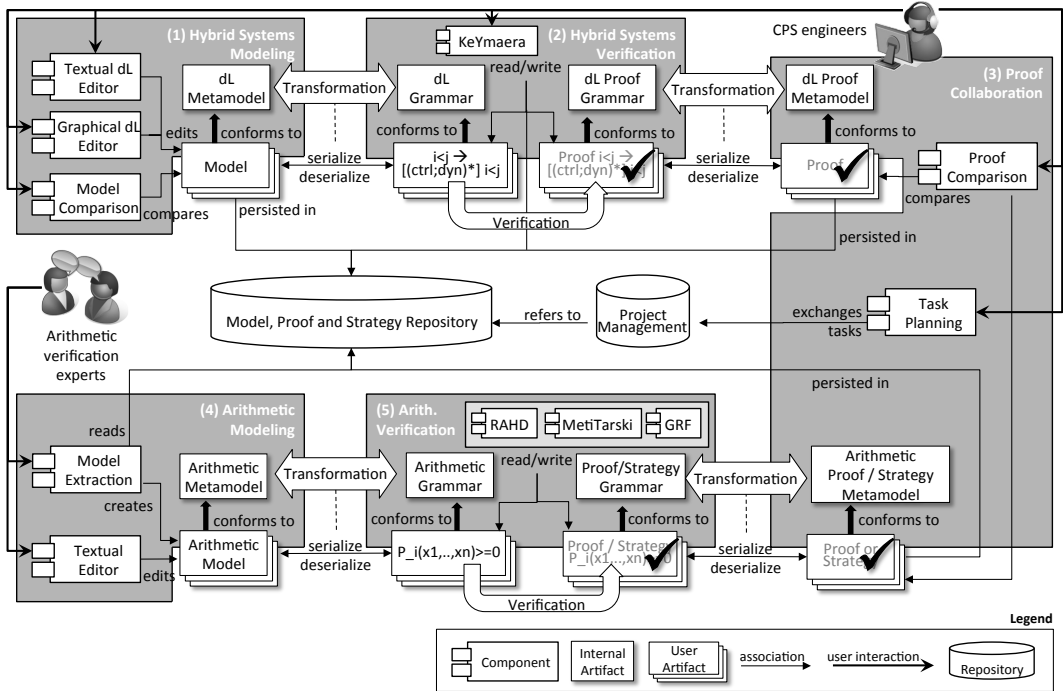 (1) Hybrid Systems
Modeling
Textual dL
Editor
Graphical dL
Editor
Model
Comparison
edits
compares
dL
Metamodel
conforms to
Model
persisted in
Transformation
serialize
deserialize
KeYmaera
(2) Hybrid Systems
Verification
read/write
dL
Grammar
dL Proof
Grammar
conforms to
conforms to
i<j →
[(ctrl;dyn)*] i<j
Proof i<j →
[(ctrl;dyn)*] i<j
Verification
Transformation
serialize
deserialize
CPS engineers
(3) Proof
Collaboration
dL Proof
Metamodel
conforms to
Proof
Proof
Comparison
compares
persisted in
Arithmetic
verification
experts
Model, Proof and Strategy Repository
refers to
Project
Management
exchanges
tasks
Task
Planning
persisted in
(4) Arithmetic
Modeling
reads
Model
Extraction
creates
Textual
Editor
edits
Arithmetic
Metamodel
conforms to
Arithmetic
Model
Transformation
serialize
deserialize
(5) Arith.
Verification
RAHD
MetiTarski
GRF
read/write
Arithmetic
Grammar
Proof/Strategy
Grammar
conforms to
conforms to
P_i(x1,..,xn)>=0
Proof / Strategy
P_i(x1,..,xn)>=0
Verification
Transformation
serialize
deserialize
Arithmetic
Proof / Strategy
Metamodel
conforms to
Proof or
Strategy
Legend
Component
Internal
Artifact
User
Artifact
association
user interaction
Repository